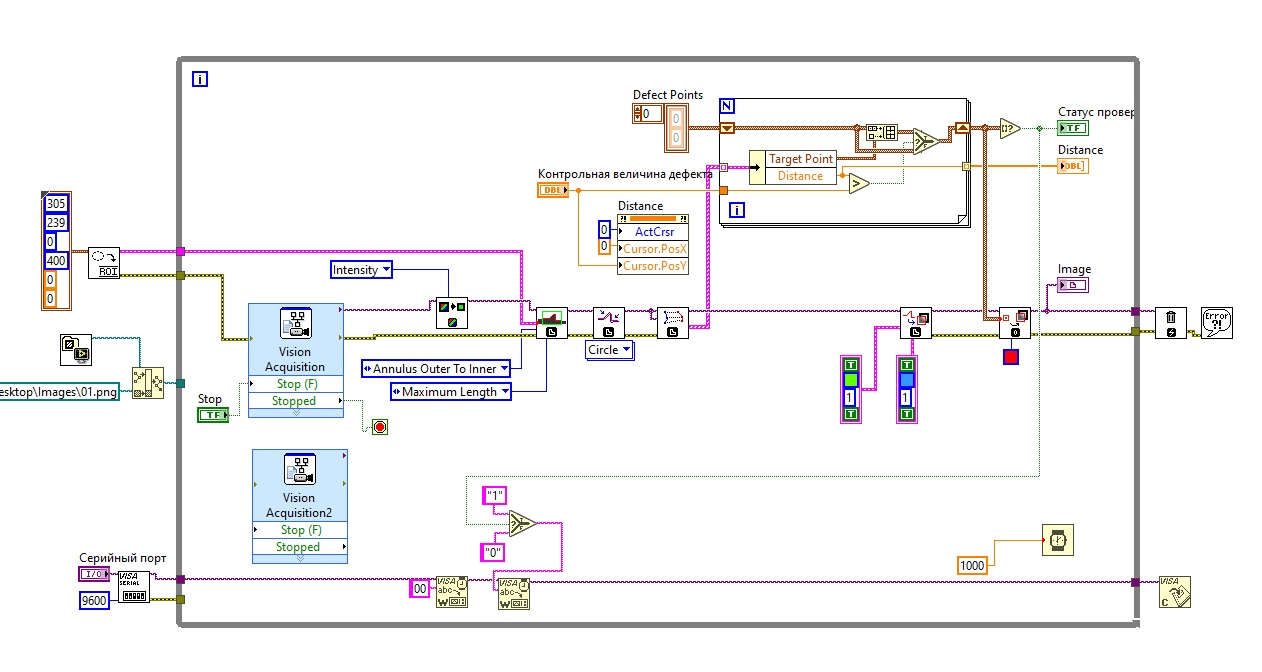 i
Defect Points
0
0
0
N
Target Point
Distance
>
i
Статус провер
TF
Distance
DBL]
Контрольная величина дефекта
DBL
Distance
0
ActCrsr
0
Cursor.PosX
Cursor.PosY
305
239
0
400
0
0
ROI
Intensity
Image
Vision
Acquisition
Stop (F)
Stopped
Circle
Annulus Outer To Inner
Maximum Length
Error
?!
T
1
T
T
1
T
esktop\Images\01.png
Stop
TF
Vision
Acquisition2
Stop (F)
Stopped
"1"
"0"
1000
Серийный порт
I/O
VISA
SERIAL
9600
00
VISA
abc
W
VISA
abc
W
VISA
C